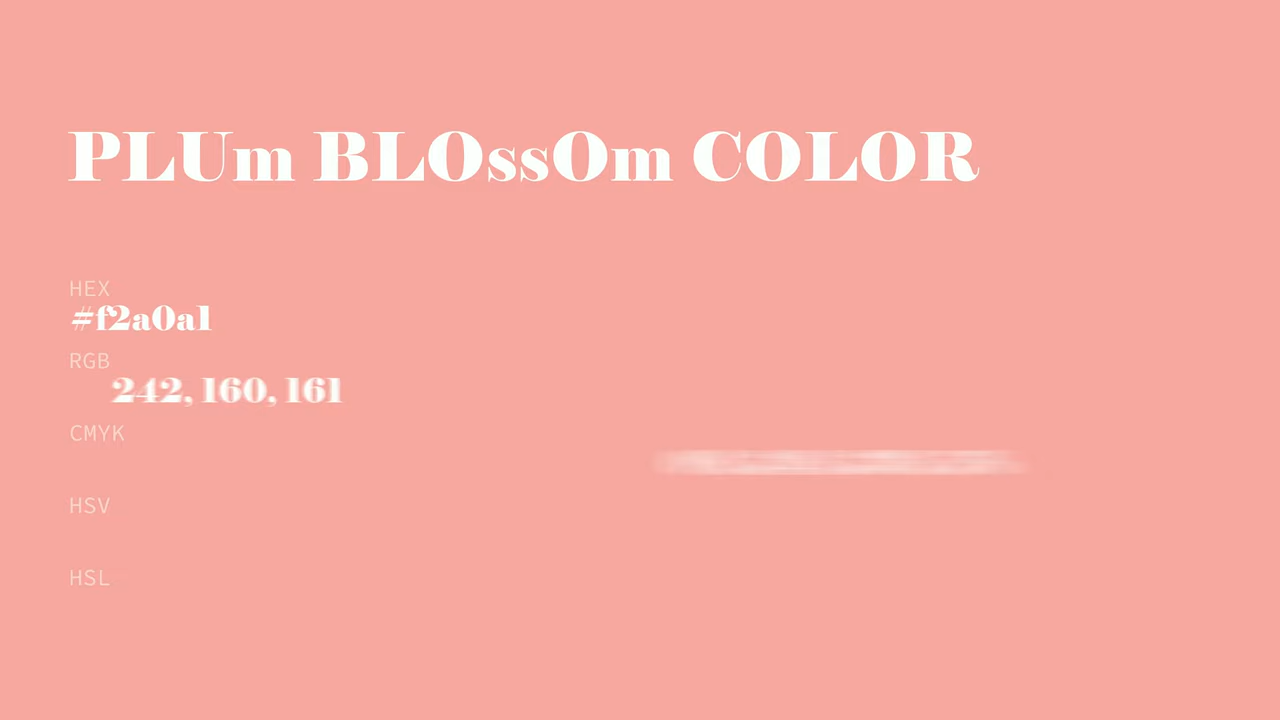 PLUm BLOssOm COLOR
HEX
#f2a0a1
RGB
242, 160, 161
CMYK
HSV
HSL